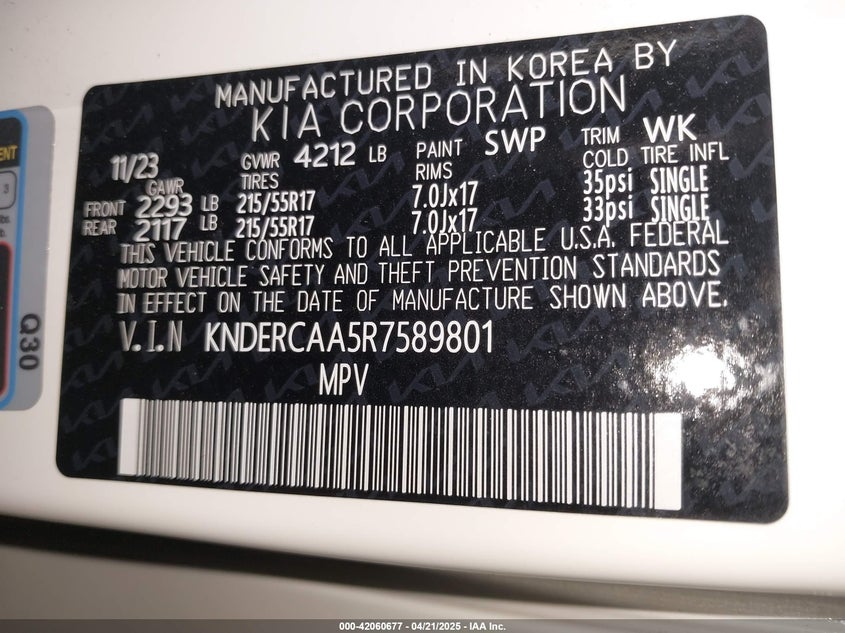 MANUFACTURED IN KOREA BY
KIA CORPORATION
11/23 GVWR 4212 LB PAINT SWP TRIM WK
GAWR TIRES RIMS COLD TIRE INFL
FRONT 2293 LB 215/55R17 7.0Jx17 35psi SINGLE
REAR 2117 LB 215/55R17 7.0Jx17 33psi SINGLE
THIS VEHICLE CONFORMS TO ALL APPLICABLE U.S.A. FEDERAL
MOTOR VEHICLE SAFETY AND THEFT PREVENTION STANDARDS
IN EFFECT ON THE DATE OF MANUFACTURE SHOWN ABOVE.
V.I.N KNDERCAA5R7589801
MPV
Q30
ENT
3
lbs.
000-42060677 - 04/21/2025 - IAA Inc.